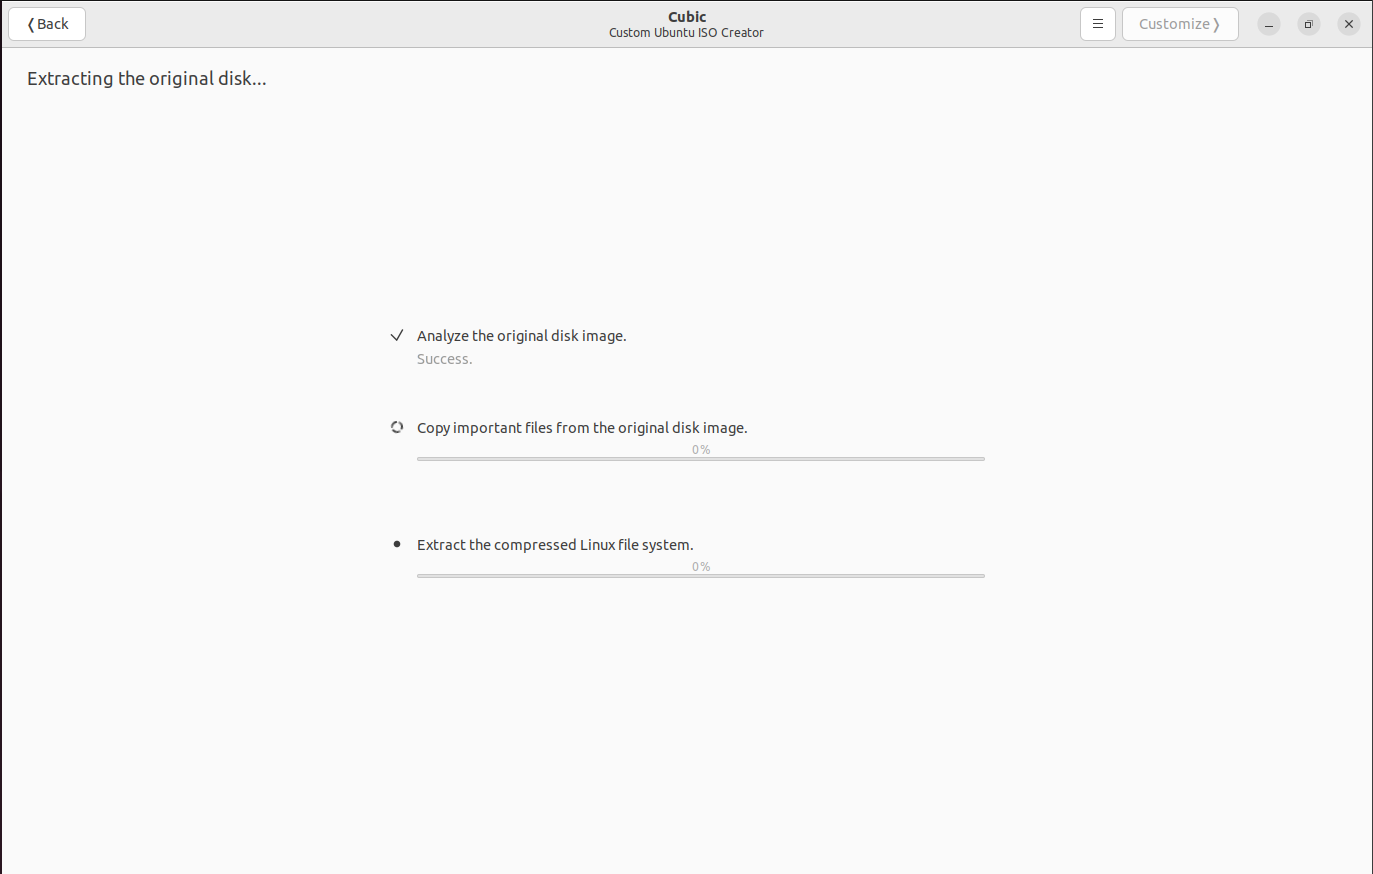 ❬Back
Cubic
Custom Ubuntu ISO Creator
Customize❭
Extracting the original disk...
Analyze the original disk image.
Success.
Copy important files from the original disk image.
0%
Extract the compressed Linux file system.
0%